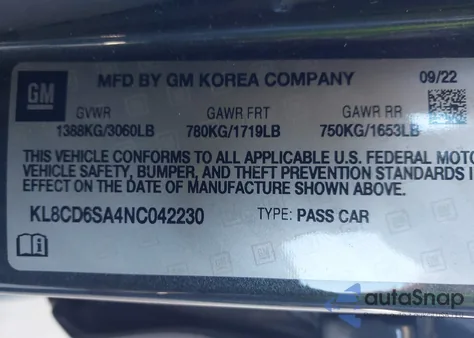 GM
MFD BY GM KOREA COMPANY
09/22
GVWR GAWR FRT GAWR RR
1388KG/3060LB 780KG/1719LB 750KG/1653LB
THIS VEHICLE CONFORMS TO ALL APPLICABLE U.S. FEDERAL MOTO
VEHICLE SAFETY, BUMPER, AND THEFT PREVENTION STANDARDS I
EFFECT ON THE DATE OF MANUFACTURE SHOWN ABOVE.
KL8CD6SA4NC042230 TYPE: PASS CAR
autoSnap